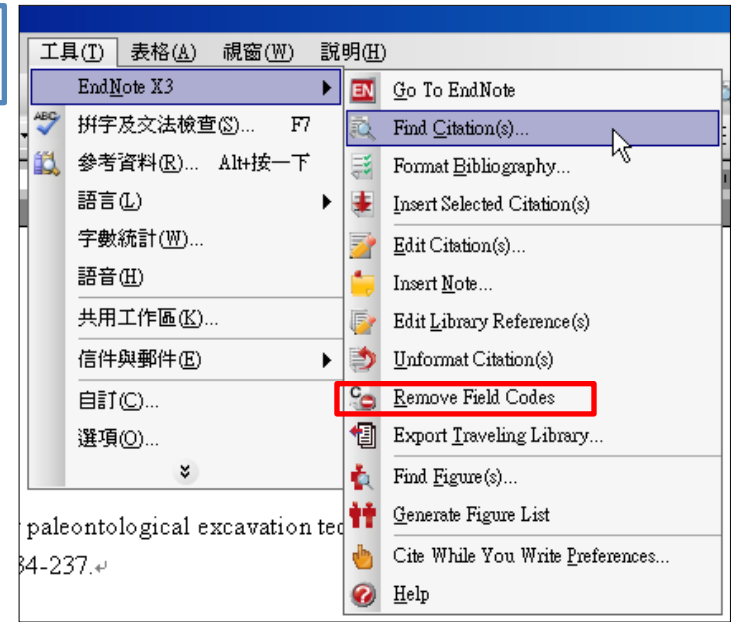 工具(T) 表格(A) 視窗(W) 說明(H)
EndNote X3
拼字及文法檢查(S)... F7
參考資料(R)... Alt+按一下
語言(L)
字數統計(W)...
語音(H)
共用工作區(K)...
信件與郵件(E)
自訂(C)...
選項(O)...
Go To EndNote
Find Citation(s)...
Format Bibliography...
Insert Selected Citation(s)
Edit Citation(s)...
Insert Note...
Edit Library Reference(s)
Unformat Citation(s)
Remove Field Codes
Export Traveling Library...
Find Figure(s)...
Generate Figure List
Cite While You Write Preferences...
Help
paleontological excavation tec
34-237.